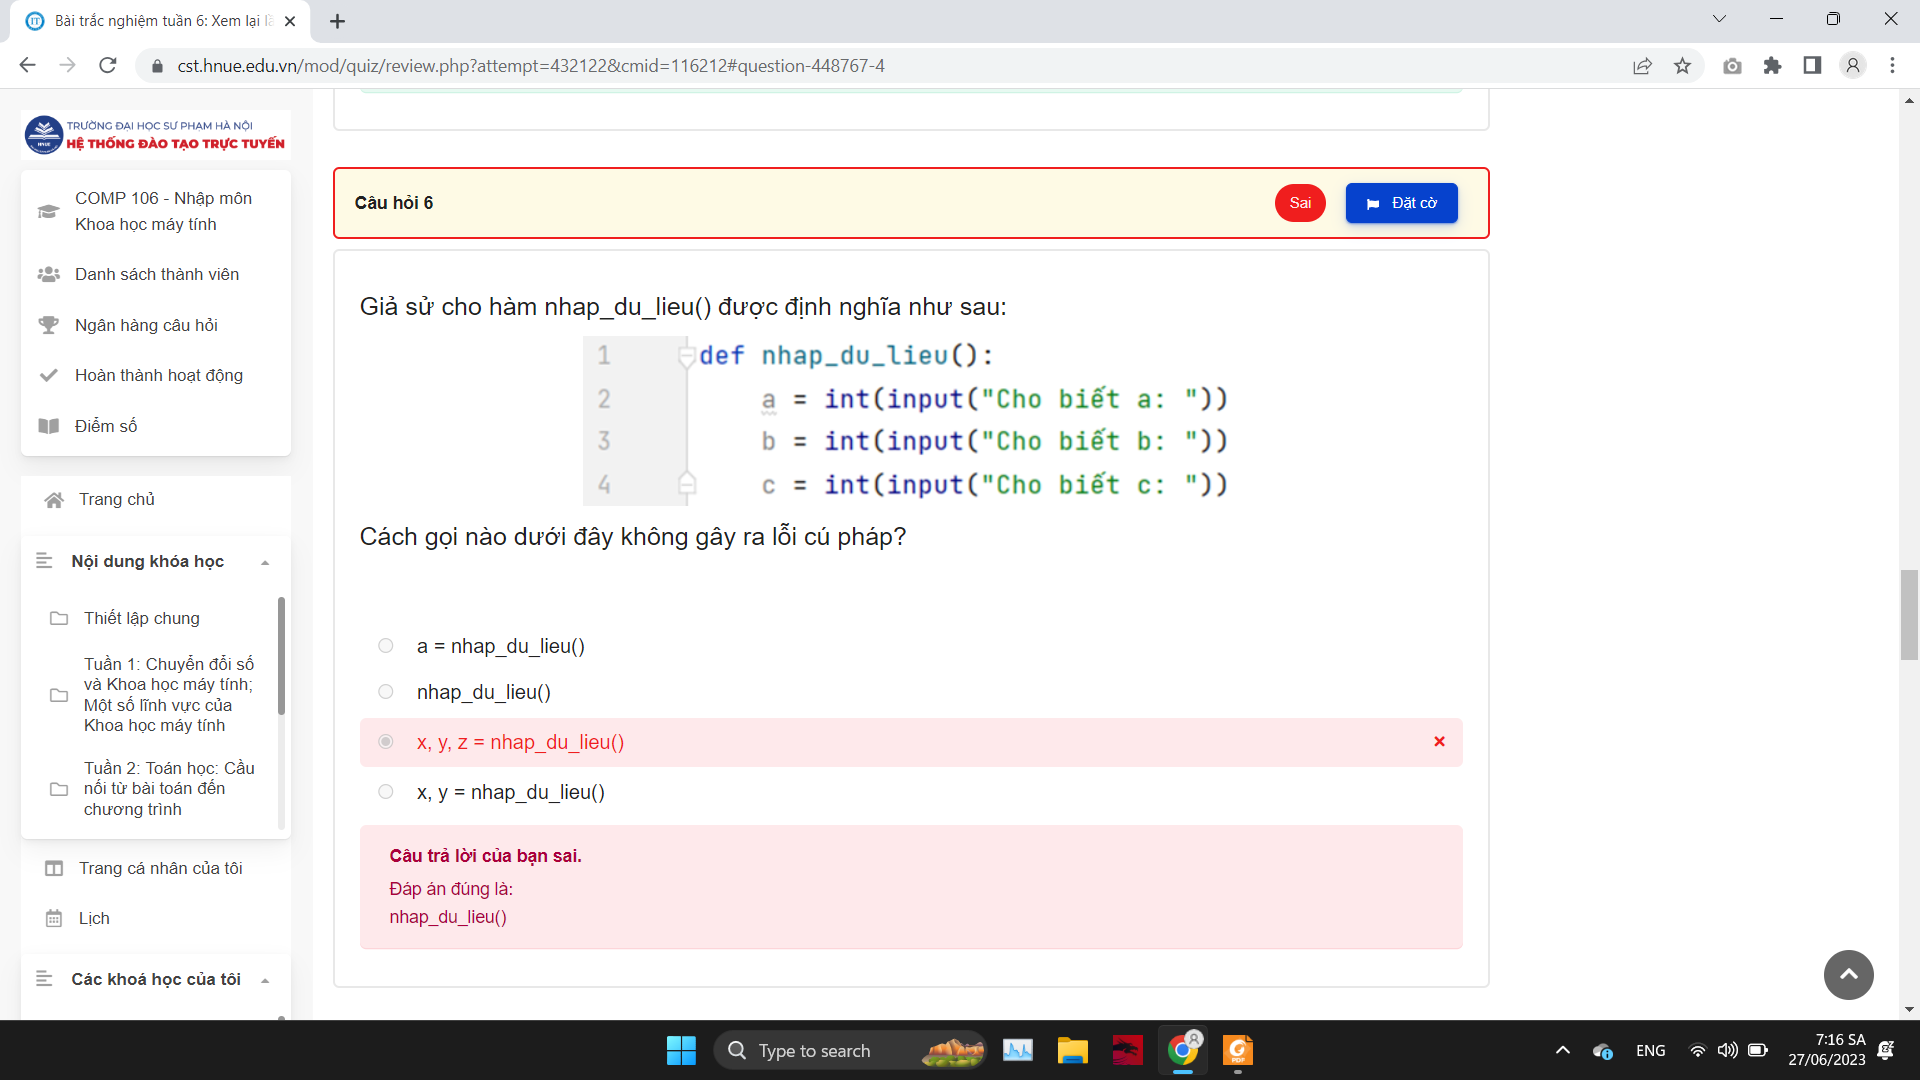 Bài trắc nghiệm tuần 6: Xem lại
cst.hnue.edu.vn/mod/quiz/review.php?attempt=432122&cmid=116212#question-448767-4
TRƯỜNG ĐẠI HỌC SƯ PHẠM HÀ NỘI
HỆ THỐNG ĐÀO TẠO TRỰC TUYẾN
COMP 106 - Nhập môn
Khoa học máy tính
Danh sách thành viên
Ngân hàng câu hỏi
Hoàn thành hoạt động
Điểm số
Trang chủ
Nội dung khóa học
Thiết lập chung
Tuần 1: Chuyển đổi số
và Khoa học máy tính;
Một số lĩnh vực của
Khoa học máy tính
Tuần 2: Toán học: Cầu
nối từ bài toán đến
chương trình
Trang cá nhân của tôi
Lịch
Các khoá học của tôi
Câu hỏi 6
Sai
Đặt cờ
Giả sử cho hàm nhap_du_lieu() được định nghĩa như sau:
1 def nhap_du_lieu():
2 a = int(input("Cho biết a: "))
3 b = int(input("Cho biết b: "))
4 c = int(input("Cho biết c: "))
Cách gọi nào dưới đây không gây ra lỗi cú pháp?
a = nhap_du_lieu()
nhap_du_lieu()
x, y, z = nhap_du_lieu()
x, y = nhap_du_lieu()
Câu trả lời của bạn sai.
Đáp án đúng là:
nhap_du_lieu()
Type to search
ENG
7:16 SA
27/06/2023